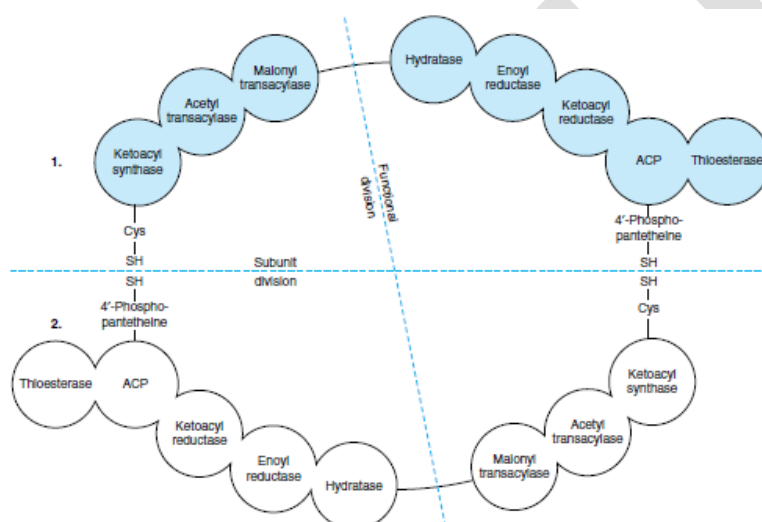 Malonyl
transacylase
Hydratase
Enoyl
reductase
Acetyl
transacylase
Ketoacyl
reductase
1.
Ketoacyl
synthase
ACP
Thioesterase
Functional
division
Cys
4′-Phospho-
pantetheine
SH
Subunit
SH
SH
division
SH
4′-Phospho-
pantetheine
Cys
2.
Thioesterase
ACP
Ketoacyl
synthase
Ketoacyl
reductase
Acetyl
transacylase
Enoyl
reductase
Malonyl
transacylase
Hydratase